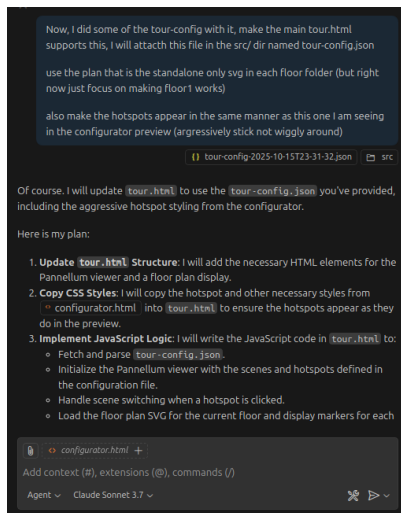 Now, I did some of the tour-config with it, make the main tour.html
supports this, I will attacth this file in the src/ dir named tour-config.json
use the plan that is the standalone only svg in each floor folder (but right
now just focus on making floor1 works)
also make the hotspots appear in the same manner as this one I am seeing
in the configurator preview (argressively stick not wiggly around)
{} tour-config-2025-10-15T23-31-32.json src
Of course. I will update tour.html to use the tour-config.json you've provided,
including the aggressive hotspot styling from the configurator.
Here is my plan:
1. Update tour.html Structure: I will add the necessary HTML elements for the
Pannellum viewer and a floor plan display.
2. Copy CSS Styles: I will copy the hotspot and other necessary styles from
<> configurator.html into tour.html to ensure the hotspots appear as they
do in the preview.
3. Implement JavaScript Logic: I will write the JavaScript code in tour.html to:
Fetch and parse tour-config.json.
Initialize the Pannellum viewer with the scenes and hotspots defined in
the configuration file.
Handle scene switching when a hotspot is clicked.
Load the floor plan SVG for the current floor and display markers for each
<> configurator.html +
Add context (#), extensions (@), commands (/)
Agent Claude Sonnet 3.7